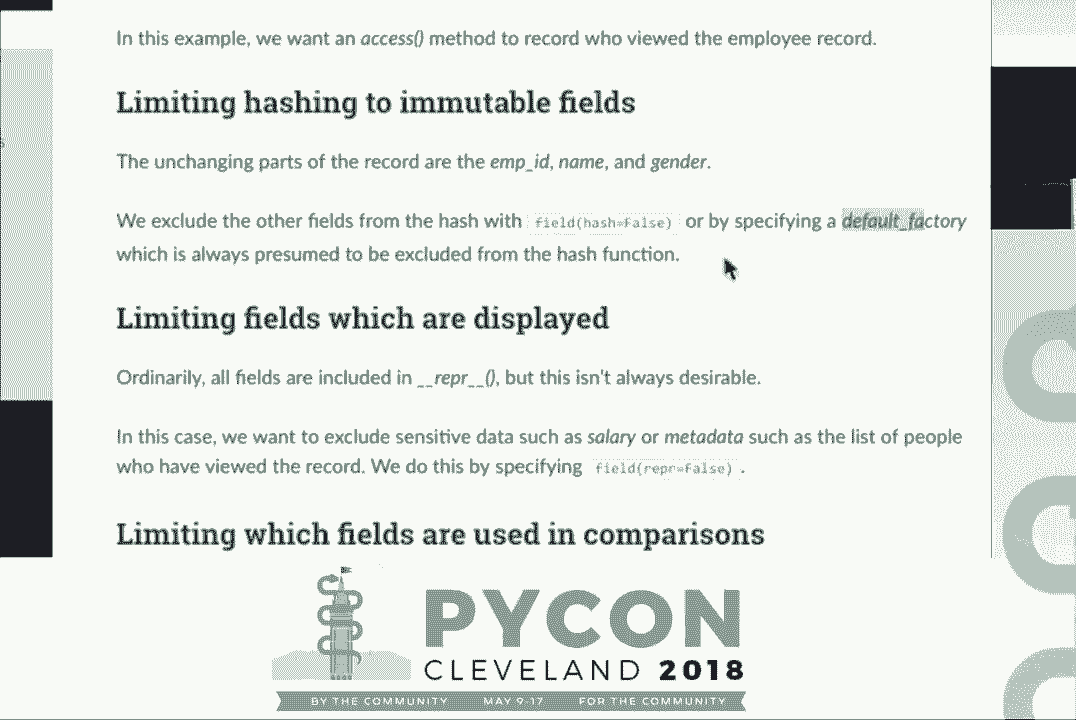 In this example, we want an access() method to record who viewed the employee record.
Limiting hashing to immutable fields
The unchanging parts of the record are the emp_id, name, and gender.
We exclude the other fields from the hash with field(hash=False) or by specifying a default_factory
which is always presumed to be excluded from the hash function.
Limiting fields which are displayed
Ordinarily, all fields are included in __repr__(), but this isn't always desirable.
In this case, we want to exclude sensitive data such as salary or metadata such as the list of people
who have viewed the record. We do this by specifying field(repr=False) .
Limiting which fields are used in comparisons
PYCON
CLEVELAND 2018
BY THE COMMUNITY MAY 9-17 FOR THE COMMUNITY